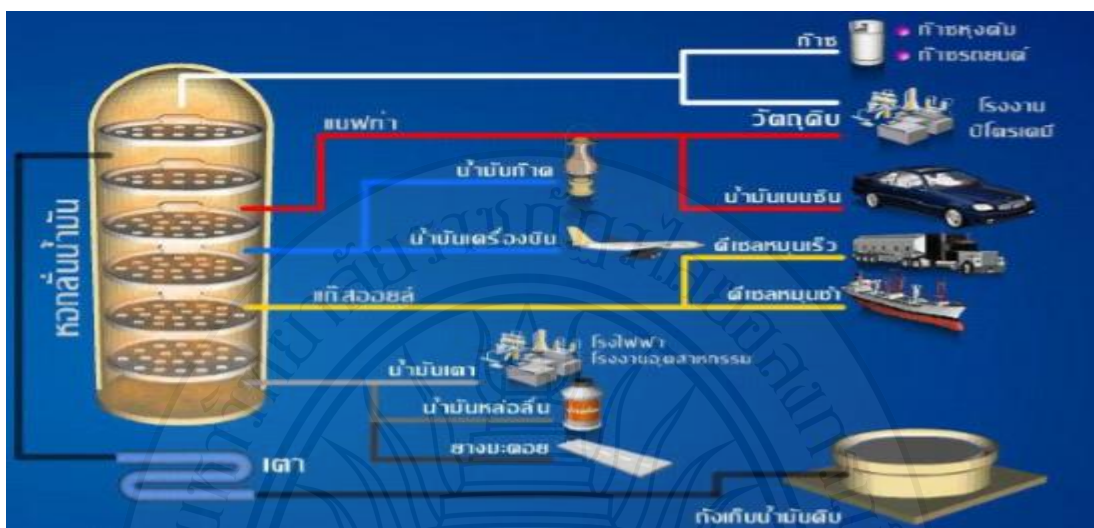 ก๊าซ
ก๊าซหุงต้ม
ก๊าซรถยนต์
แนฟทา
วัตถุดิบ
โรงงาน
ปิโตรเคมี
น้ำมันก๊าด
น้ำมันเบนซิน
น้ำมันเครื่องบิน
ดีเซลหมุนเร็ว
แก๊สออยล์
ดีเซลหมุนช้า
หอกลั่นน้ำมัน
โรงไฟฟ้า
โรงงานอุตสาหกรรม
น้ำมันเตา
น้ำมันหล่อลื่น
ยางมะตอย
เตา
ถังเก็บน้ำมันดิบ